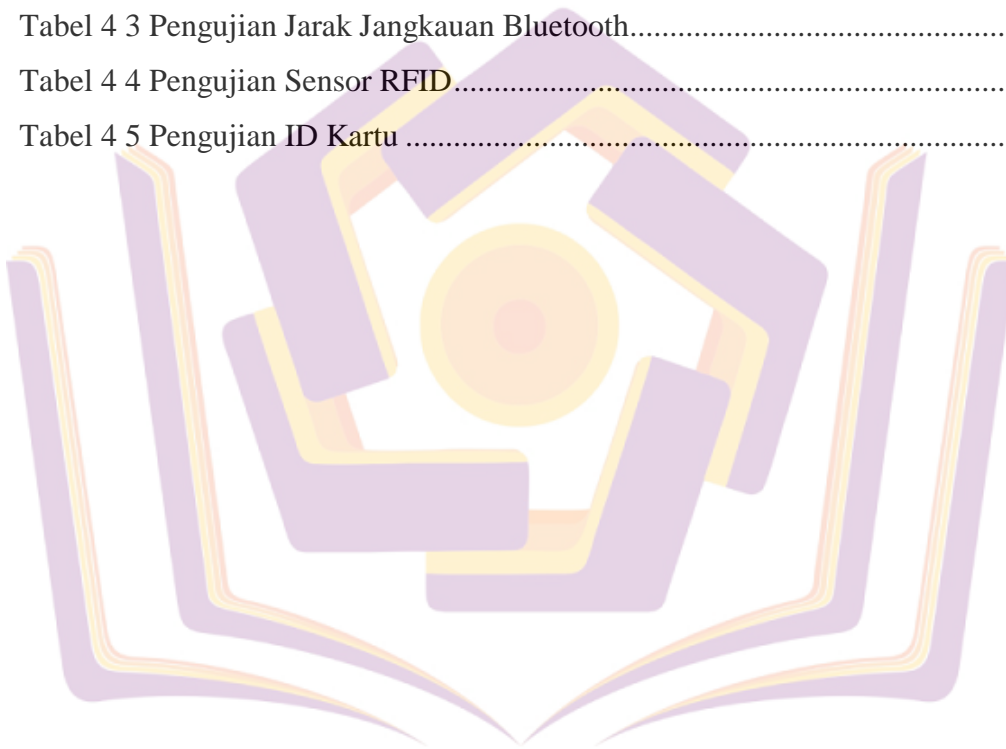 Tabel 4 3 Pengujian Jarak Jangkauan Bluetooth...............................................
Tabel 4 4 Pengujian Sensor RFID.....................................................................
Tabel 4 5 Pengujian ID Kartu ...........................................................................